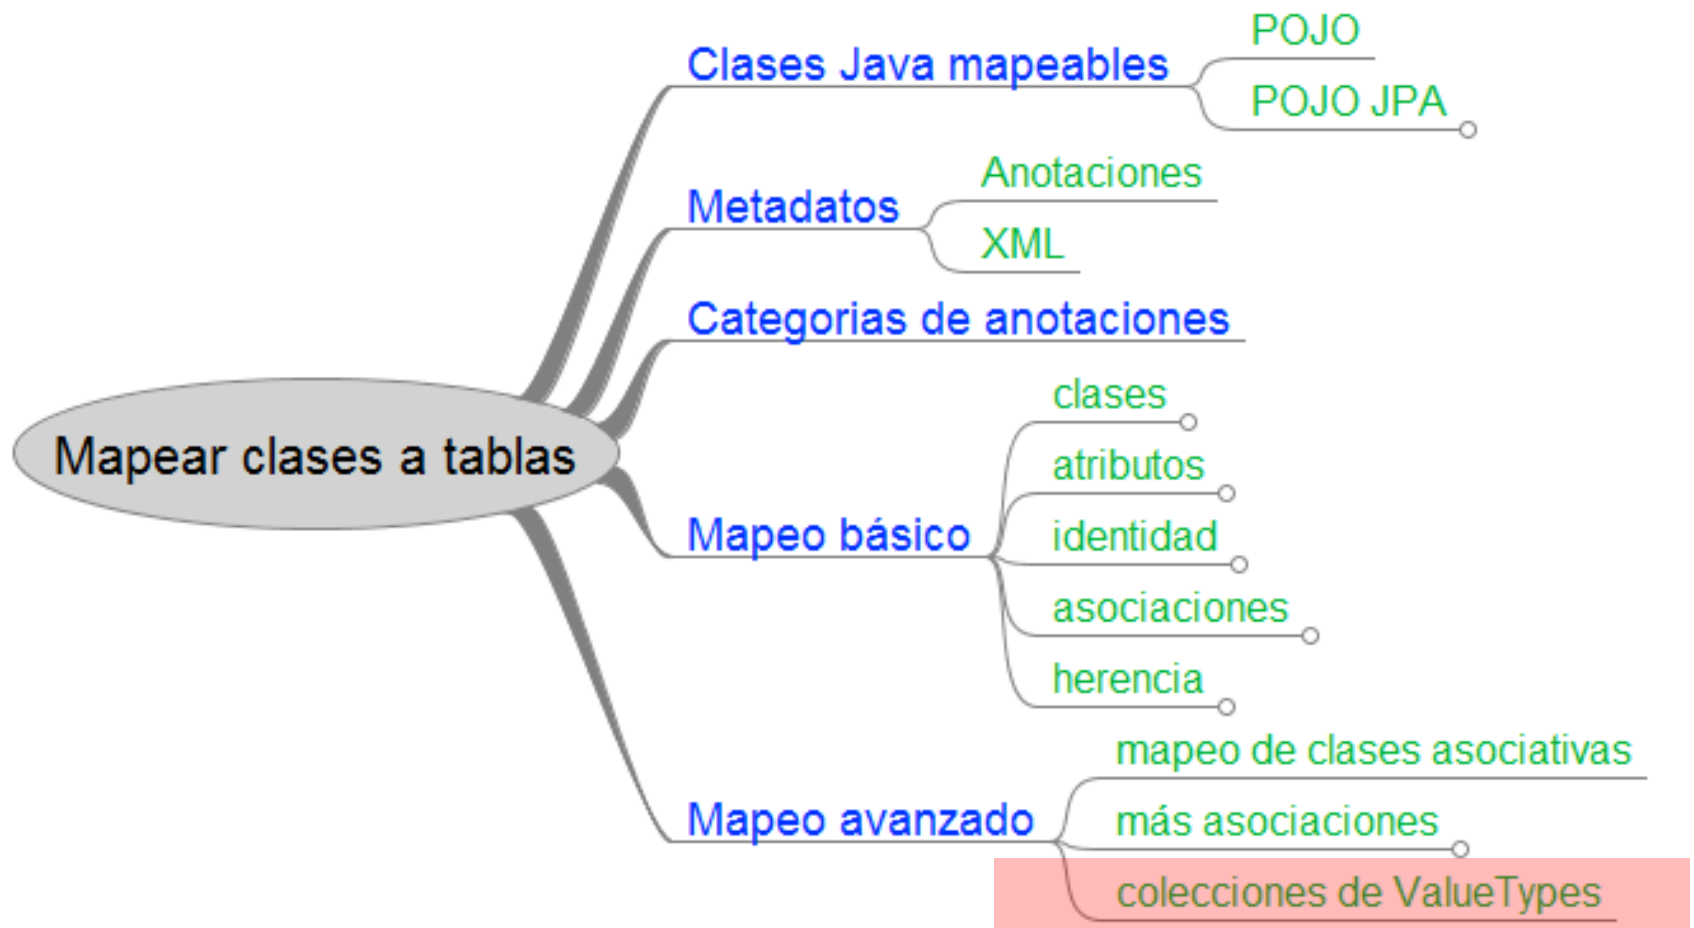 Mapear clases a tablas
Clases Java mapeables
POJO
POJO JPA
Metadatos
Anotaciones
XML
Categorias de anotaciones
Mapeo básico
clases
atributos
identidad
asociaciones
herencia
Mapeo avanzado
mapeo de clases asociativas
más asociaciones
colecciones de ValueTypes